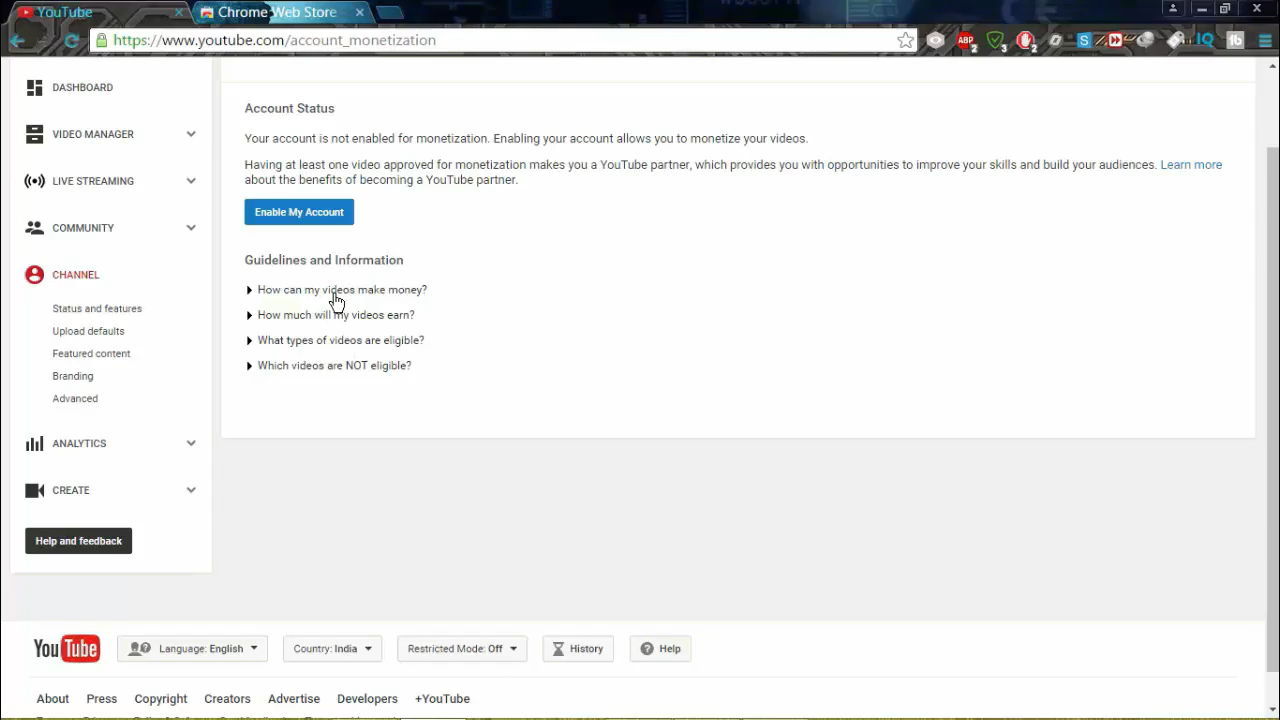 YouTube
Chrome Web Store
https://www.youtube.com/account_monetization
ABP
2
3
2
S
IQ
tb
DASHBOARD
VIDEO MANAGER
LIVE STREAMING
COMMUNITY
CHANNEL
Status and features
Upload defaults
Featured content
Branding
Advanced
ANALYTICS
CREATE
Help and feedback
Account Status
Your account is not enabled for monetization. Enabling your account allows you to monetize your videos.
Having at least one video approved for monetization makes you a YouTube partner, which provides you with opportunities to improve your skills and build your audiences. Learn more
about the benefits of becoming a YouTube partner.
Enable My Account
Guidelines and Information
How can my videos make money?
How much will my videos earn?
What types of videos are eligible?
Which videos are NOT eligible?
YouTube
Language: English
Country: India
Restricted Mode: Off
History
Help
About Press Copyright Creators Advertise Developers +YouTube